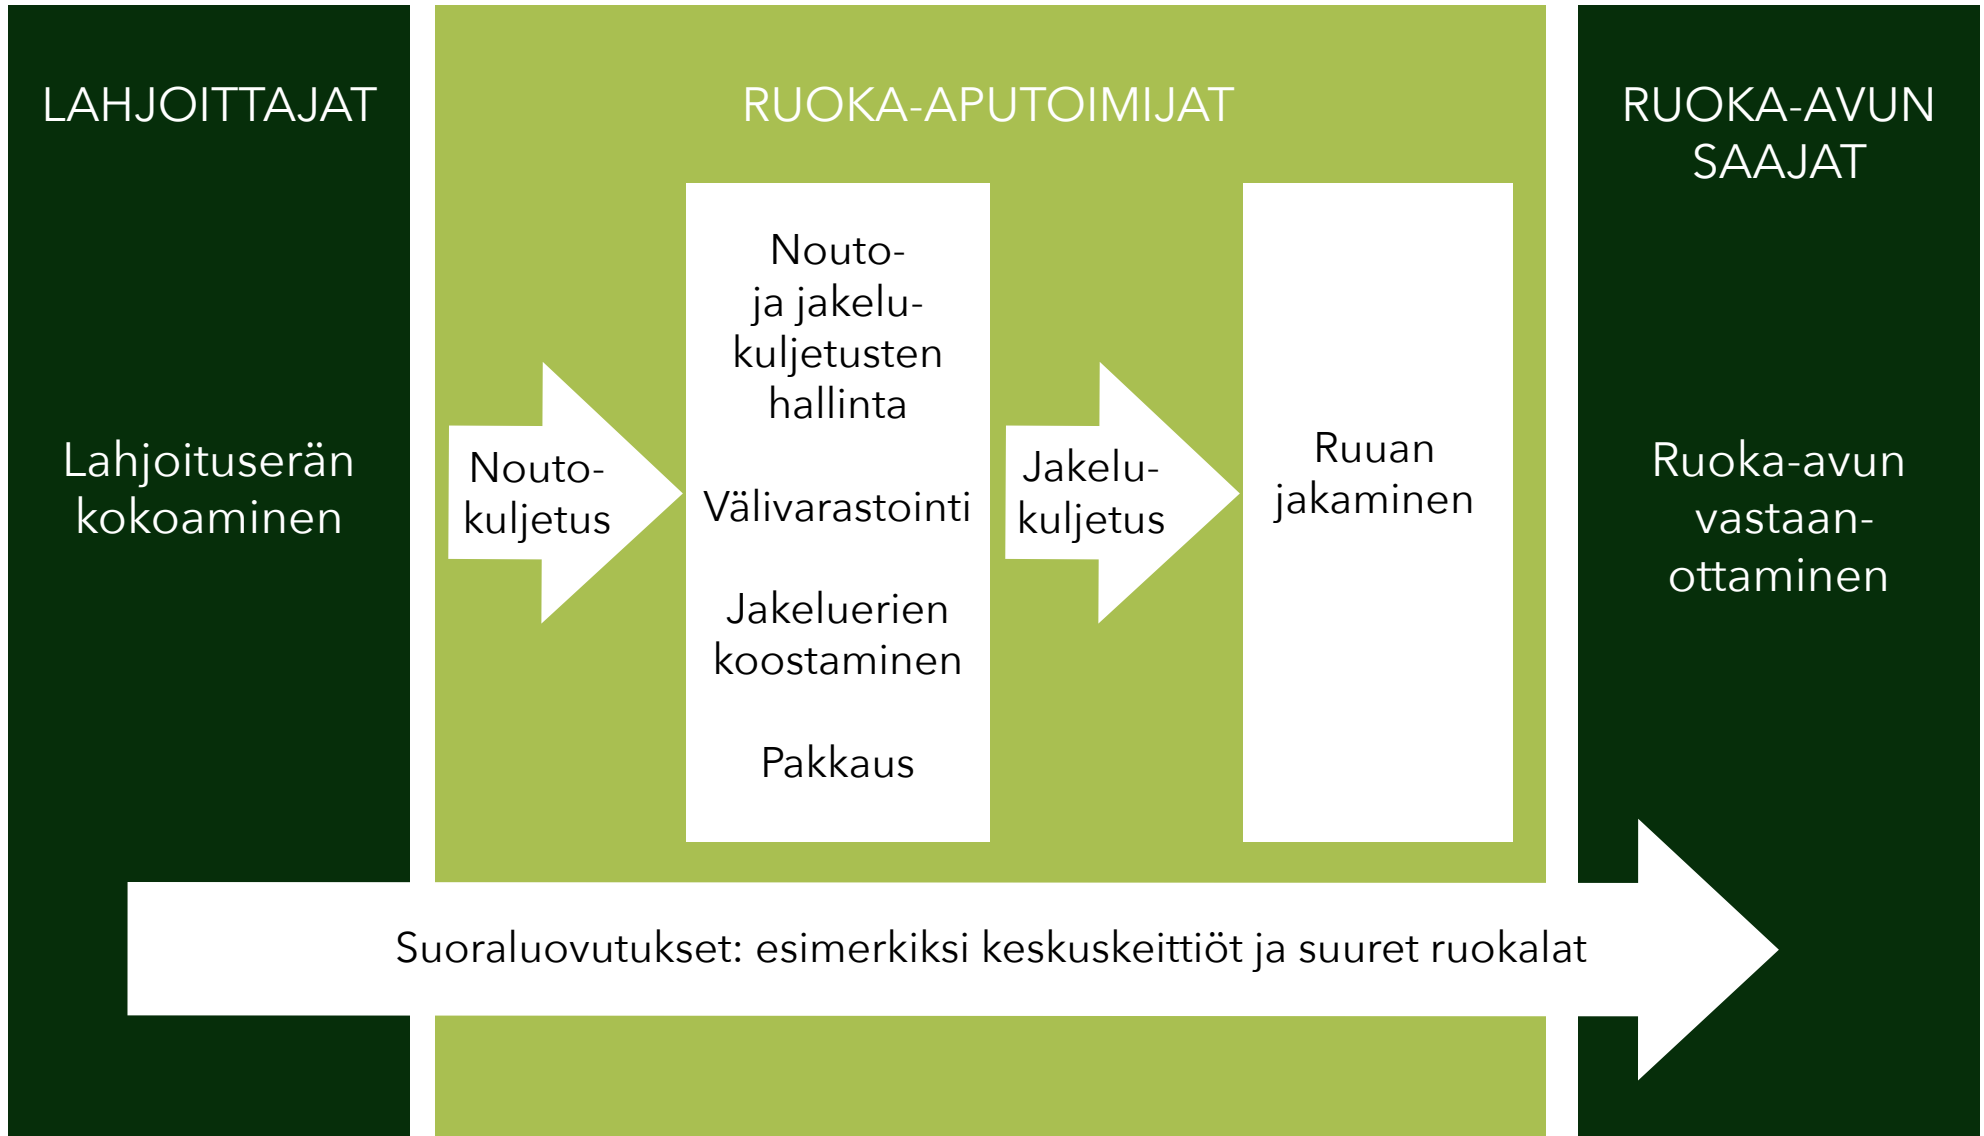 LAHJOITTAJAT
Lahjoituserän
kokoaminen
RUOKA-APUTOIMIJAT
Nouto-
kuljetus
Nouto-
ja jakelu-
kuljetusten
hallinta
Välivarastointi
Jakeluerien
koostaminen
Pakkaus
Jakelu-
kuljetus
Ruuan
jakaminen
RUOKA-AVUN
SAAJAT
Ruoka-avun
vastaan-
ottaminen
Suoraluovutukset: esimerkiksi keskuskeittiöt ja suuret ruokalat